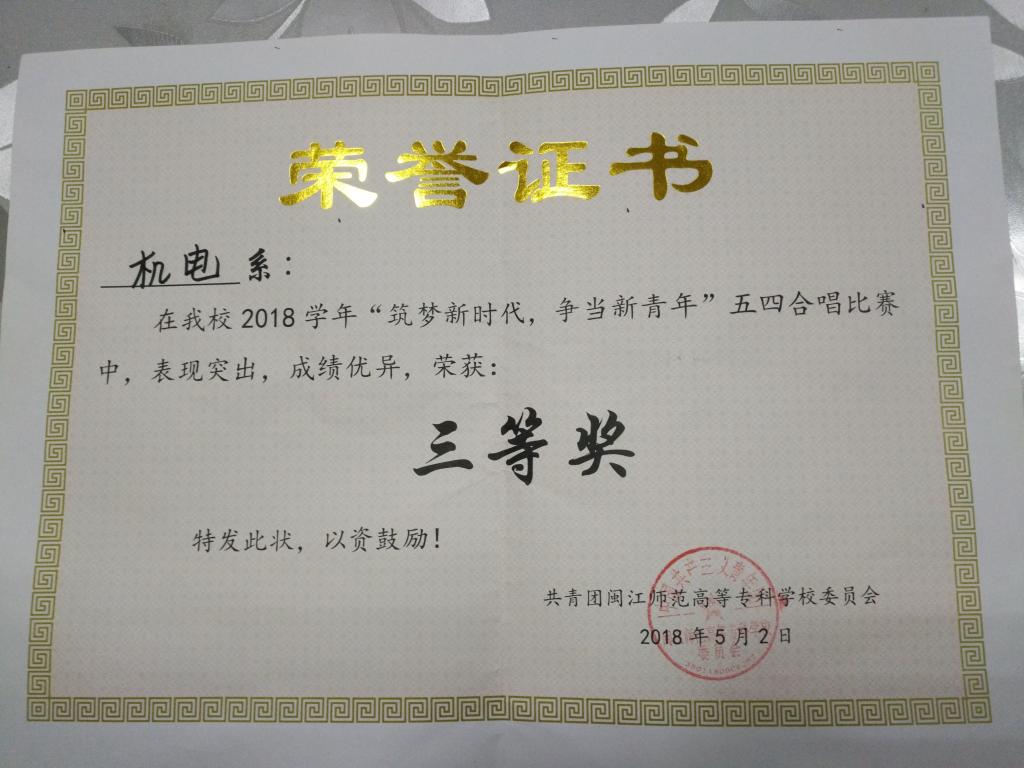 荣誉证书
机电系：
在我校2018学年“筑梦新时代，争当新青年”五四合唱比赛
中，表现突出，成绩优异，荣获：
三等奖
特发此状，以资鼓励！
共青团闽江师范高等专科学校委员会
2018年5月2日
委员会